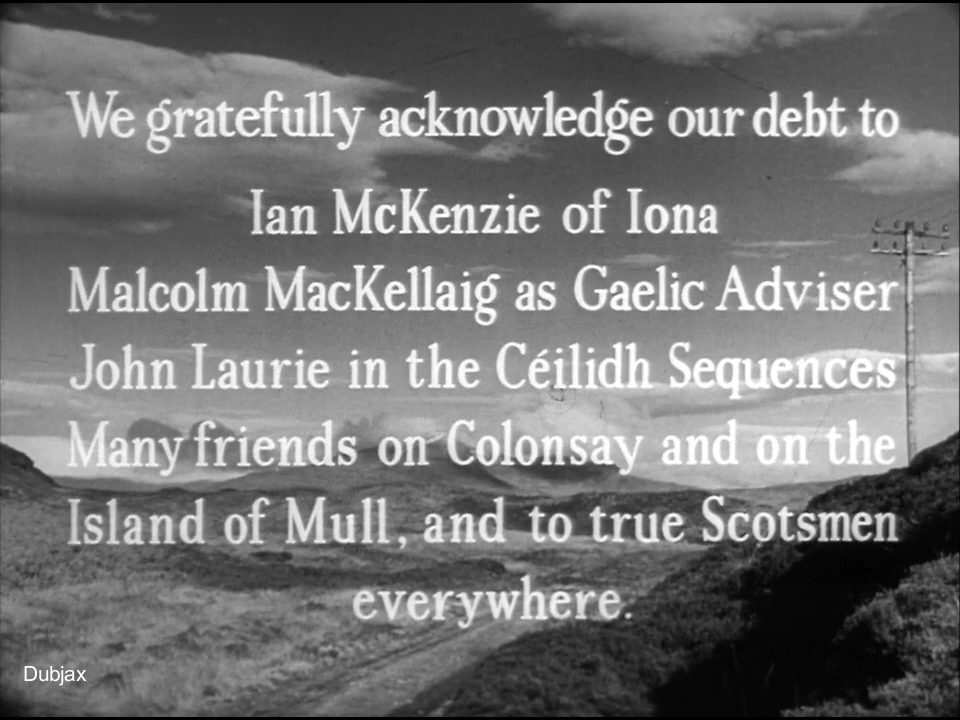 We gratefully acknowledge our debt to
Ian McKenzie of Iona
Malcolm MacKellaig as Gaelic Adviser
John Laurie in the Céilidh Sequences
Many friends on Colonsay and on the
Island of Mull, and to true Scotsmen
everywhere.
Dubjax